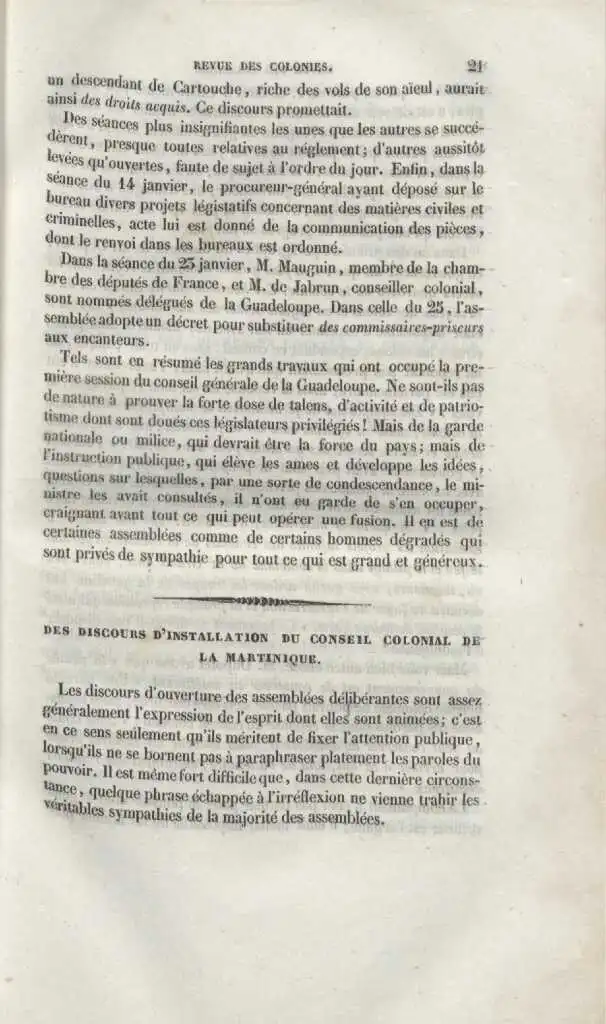 REVUE DES COLONIES. 21
un descendant de Cartouche, riche des vols de son aïeul, aurait
ainsi des droits acquis. Ce discours promettait.
Des séances plus insignifiantes les unes que les autres se succé-
dèrent, presque toutes relatives au réglement; d'autres aussitôt
levées qu'ouvertes, faute de sujet à l'ordre du jour. Enfin, dans la
séance du 14 janvier, le procureur-général ayant déposé sur le
bureau divers projets législatifs concernant des matières civiles et
criminelles, acte lui est donné de la communication des pièces,
dont le renvoi dans les bureaux est ordonné.
Dans la séance du 23 janvier, M. Mauguin, membre de la cham-
bre des députés de France, et M. de Jabrun, conseiller colonial,
sont nommés délégués de la Guadeloupe. Dans celle du 25, l'as-
semblée adopte un décret pour substituer des commissaires-priseurs
aux encanteurs.
Tels sont en résumé les grands travaux qui ont occupé la pre-
mière session du conseil générale de la Guadeloupe. Ne sont-ils pas
de nature à prouver la forte dose de talens, d'activité et de patrio-
tisme dont sont doués ces législateurs privilégiés! Mais de la garde
nationale ou milice, qui devrait être la force du pays; mais de
l'instruction publique, qui élève les ames et développe les idées,
questions sur lesquelles, par une sorte de condescendance, le mi-
nistre les avait consultés, il n'ont eu garde de s'en occuper,
craignant avant tout ce qui peut opérer une fusion. Il en est de
certaines assemblées comme de certains hommes dégradés qui
sont privés de sympathie pour tout ce qui est grand et généreux.
DES DISCOURS D'INSTALLATION DU CONSEIL COLONIAL DE
LA MARTINIQUE.
Les discours d'ouverture des assemblées délibérantes sont assez
généralement l'expression de l'esprit dont elles sont animées; c'est
en ce sens seulement qu'ils méritent de fixer l'attention publique,
lorsqu'ils ne se bornent pas à paraphraser platement les paroles du
pouvoir. Il est même fort difficile que, dans cette dernière circons-
tance, quelque phrase échappée à l'irréflexion ne vienne trahir les
véritables sympathies de la majorité des assemblées.